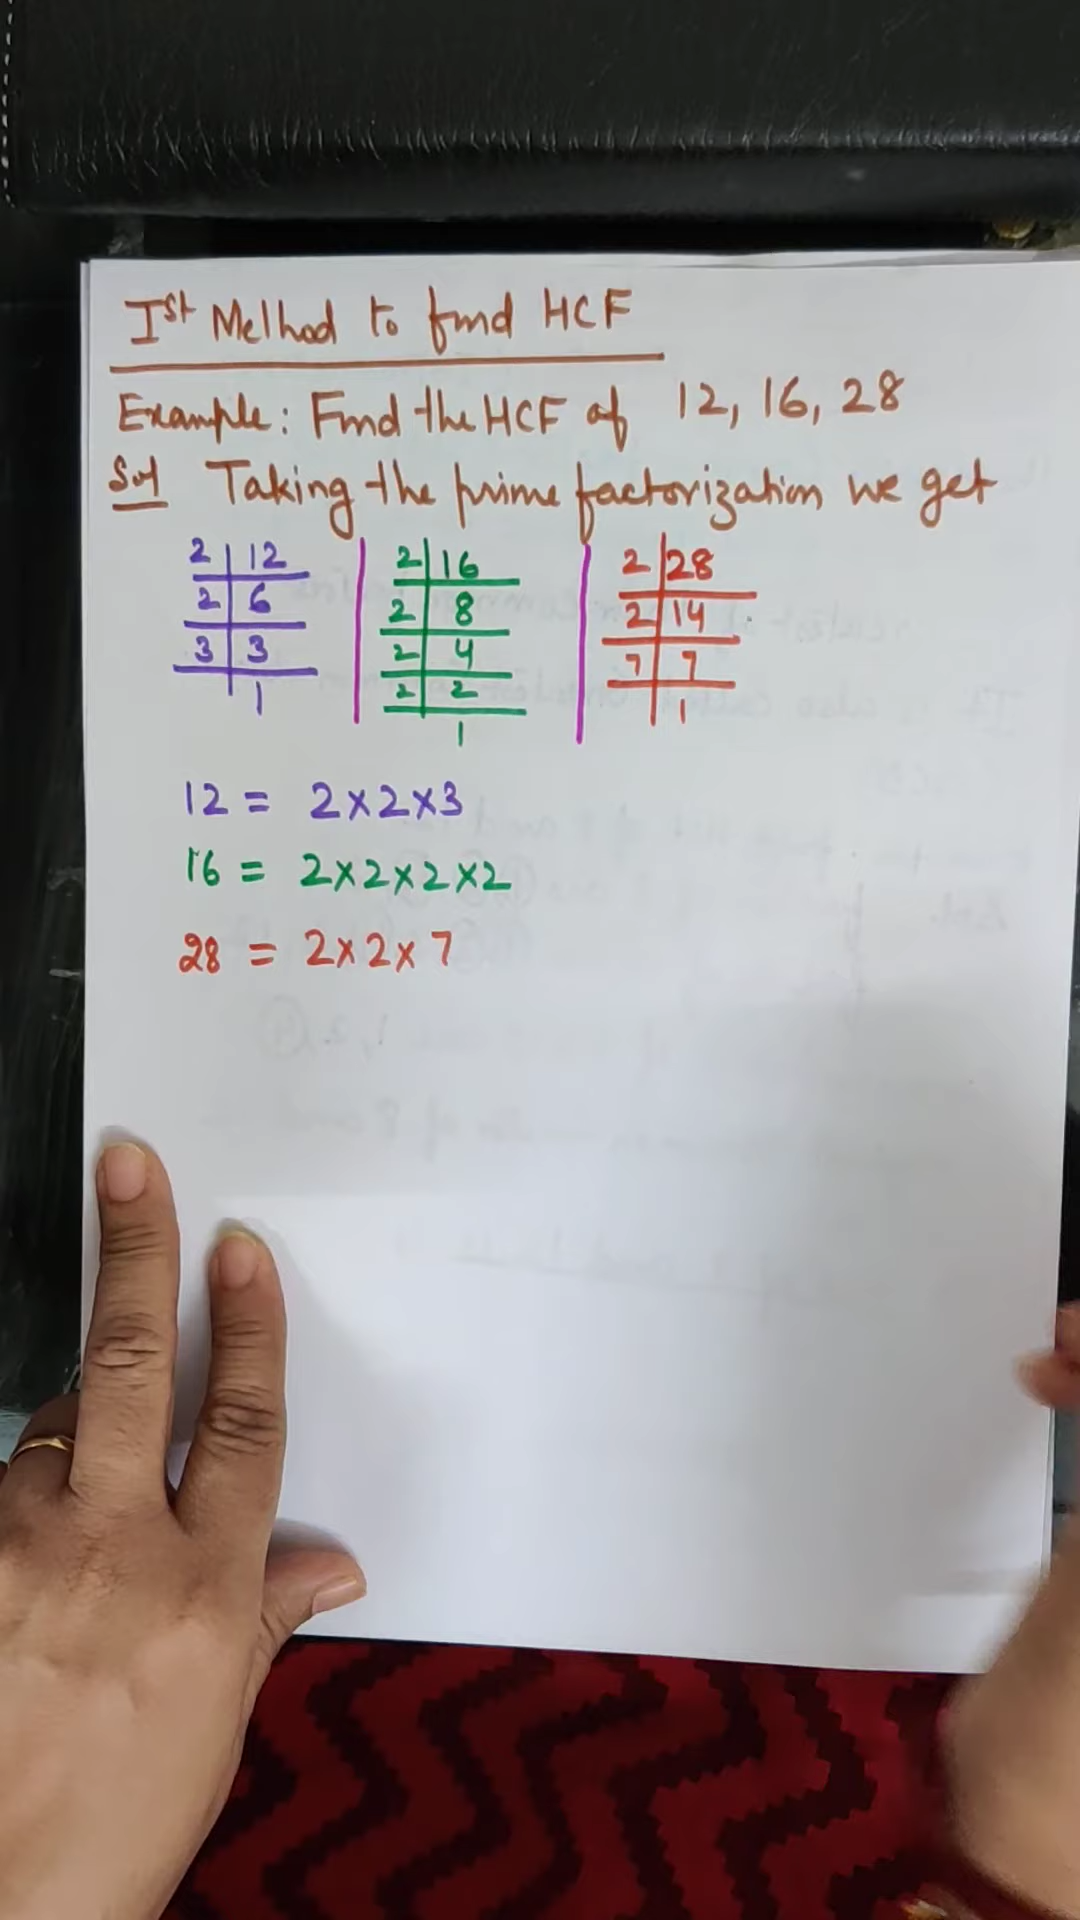 Ist Method to find HCF
Example: Find the HCF of 12, 16, 28
Sol Taking the prime factorization we get
2 | 12
2 | 6
3 | 3
1
2 | 16
2 | 8
2 | 4
2 | 2
1
2 | 28
2 | 14
7 | 7
1
12 = 2×2×3
16 = 2×2×2×2
28 = 2×2×7